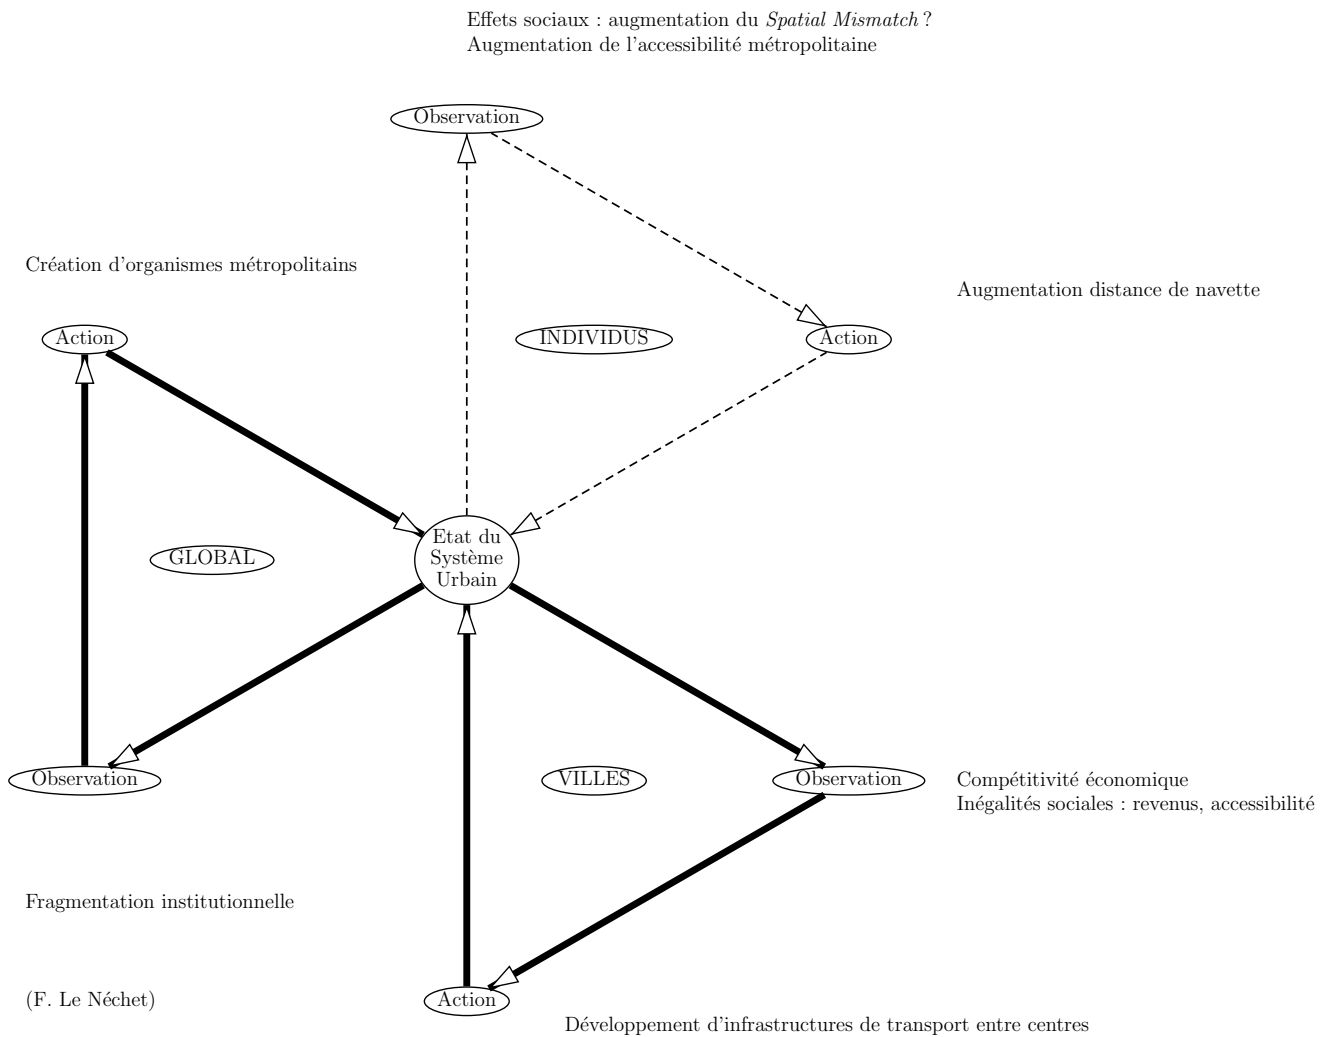 Effets sociaux : augmentation du Spatial Mismatch ?
Augmentation de l'accessibilité métropolitaine
Observation
Création d'organismes métropolitains
Augmentation distance de navette
Action
INDIVIDUS
Action
Etat du
Système
Urbain
GLOBAL
Observation
VILLES
Observation
Compétitivité économique
Inégalités sociales : revenus, accessibilité
Fragmentation institutionnelle
(F. Le Néchet)
Action
Développement d'infrastructures de transport entre centres